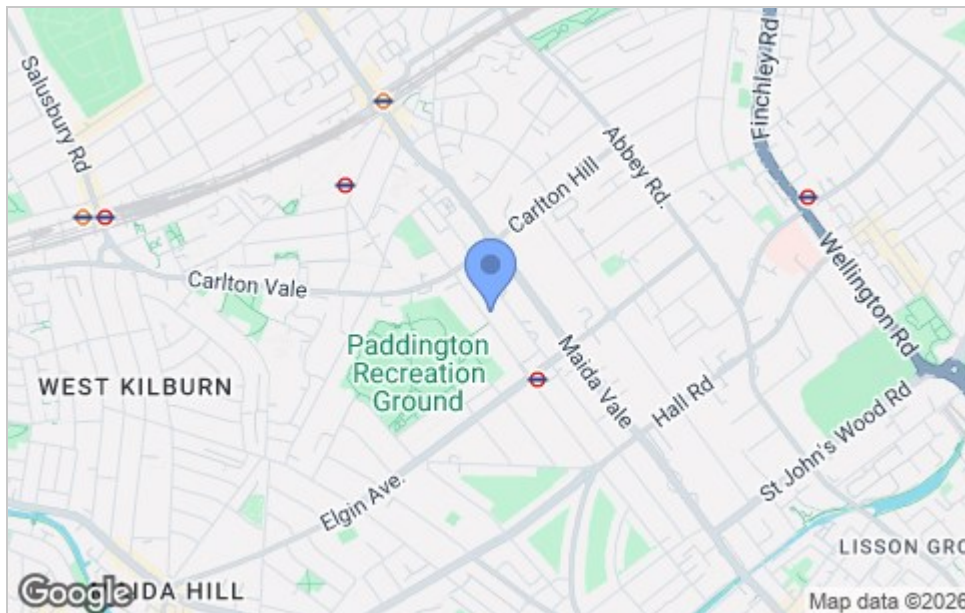 Salusbury Rd
Finchley Rd
Abbey Rd.
Carlton Hill
Wellington Rd
Carlton Vale
Paddington
Recreation
Ground
Maida Vale
WEST KILBURN
Hall Rd
St John's Wood Rd
Elgin Ave.
LISSON GRO
IDA HILL
Google
Map data ©2026